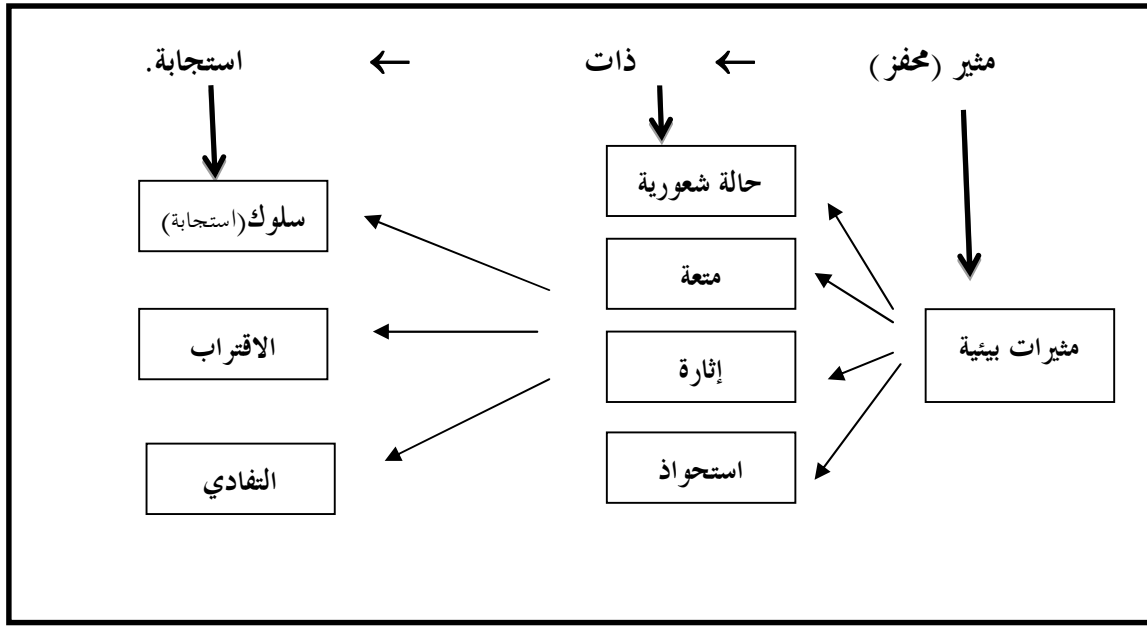 مثير (محفز) ← ذات ← استجابة.
حالة شعورية
سلوك(استجابة)
متعة
مثيرات بيئية
الاقتراب
إثارة
استحواذ
التفادي